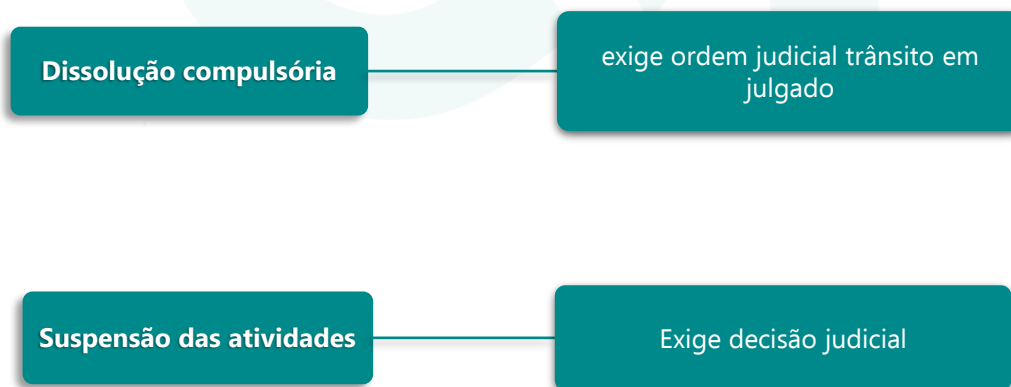 Dissolução compulsória
exige ordem judicial trânsito em
julgado
Suspensão das atividades
Exige decisão judicial